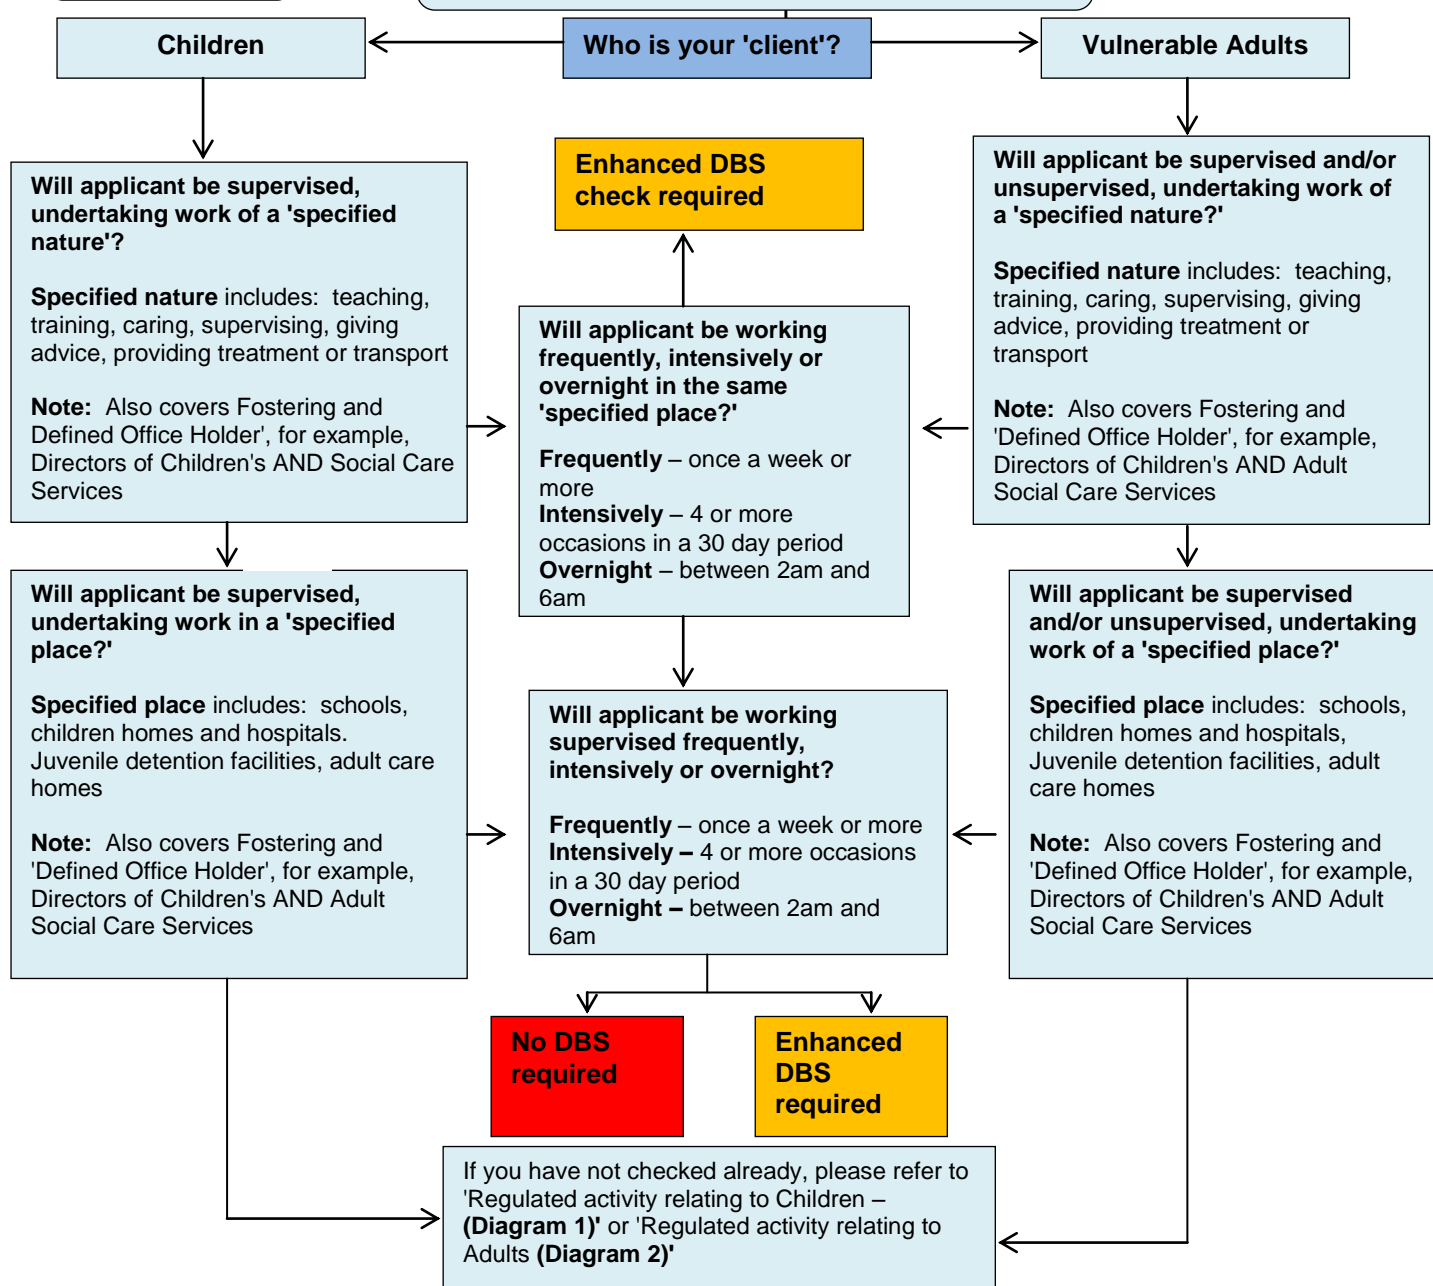 Children
Who is your 'client'?
Vulnerable Adults
Enhanced DBS
check required
Will applicant be supervised,
undertaking work of a 'specified
nature'?
Specified nature includes: teaching,
training, caring, supervising, giving
advice, providing treatment or transport
Note: Also covers Fostering and
Defined Office Holder', for example,
Directors of Children's AND Social Care
Services
Will applicant be working
frequently, intensively or
overnight in the same
'specified place?'
Frequently – once a week or
more
Intensively – 4 or more
occasions in a 30 day period
Overnight – between 2am and
6am
Will applicant be supervised and/or
unsupervised, undertaking work of
a 'specified nature?'
Specified nature includes: teaching,
training, caring, supervising, giving
advice, providing treatment or
transport
Note: Also covers Fostering and
'Defined Office Holder', for example,
Directors of Children's AND Adult
Social Care Services
Will applicant be supervised,
undertaking work in a 'specified
place?'
Specified place includes: schools,
children homes and hospitals.
Juvenile detention facilities, adult care
homes
Note: Also covers Fostering and
'Defined Office Holder', for example,
Directors of Children's AND Adult
Social Care Services
Will applicant be working
supervised frequently,
intensively or overnight?
Frequently – once a week or more
Intensively – 4 or more occasions
in a 30 day period
Overnight – between 2am and
6am
Will applicant be supervised
and/or unsupervised, undertaking
work of a 'specified place?'
Specified place includes: schools,
children homes and hospitals,
Juvenile detention facilities, adult
care homes
Note: Also covers Fostering and
'Defined Office Holder', for example,
Directors of Children's AND Adult
Social Care Services
No DBS
required
Enhanced
DBS
required
If you have not checked already, please refer to
'Regulated activity relating to Children –
(Diagram 1)' or 'Regulated activity relating to
Adults (Diagram 2)'